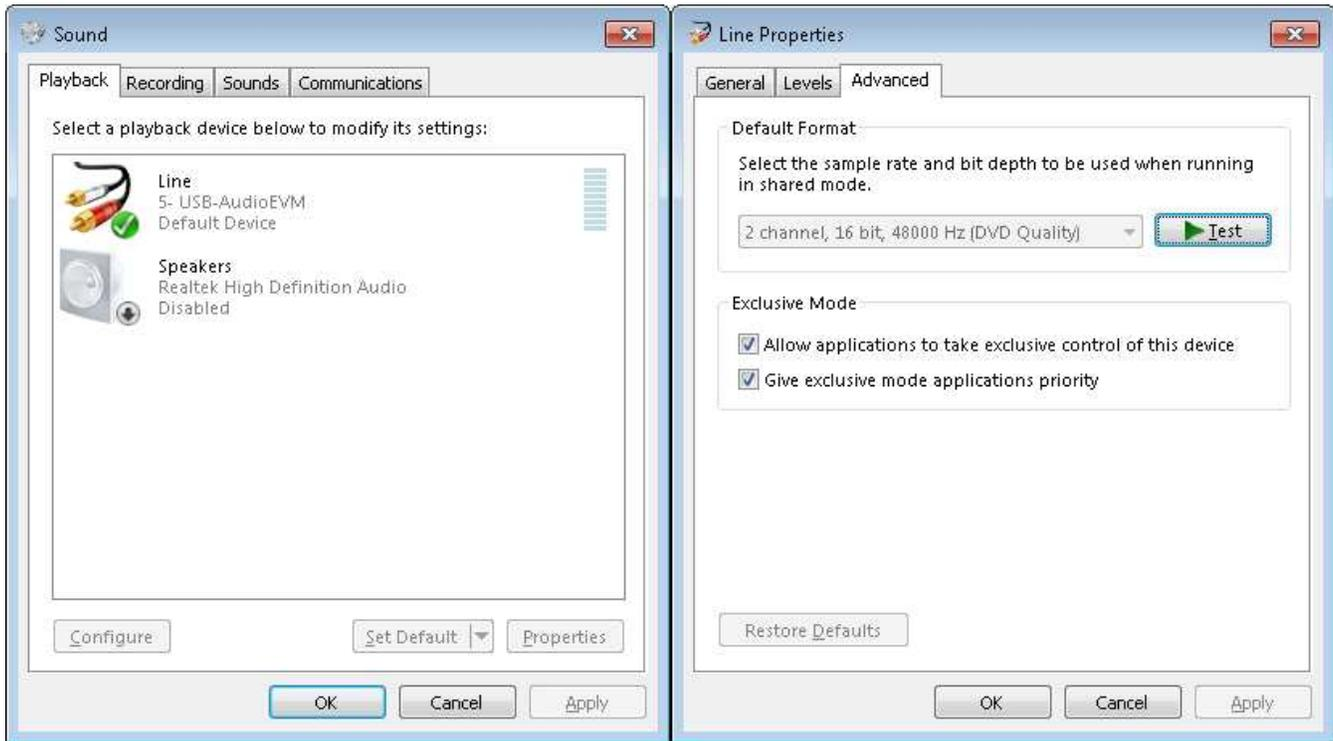 Sound
Playback Recording Sounds Communications
Select a playback device below to modify its settings:
Line
5- USB-AudioEVM
Default Device
Speakers
Realtek High Definition Audio
Disabled
Configure Set Default Properties
OK Cancel Apply
Line Properties
General Levels Advanced
Default Format
Select the sample rate and bit depth to be used when running
in shared mode.
2 channel, 16 bit, 48000 Hz (DVD Quality) Test
Exclusive Mode
Allow applications to take exclusive control of this device
Give exclusive mode applications priority
Restore Defaults
OK Cancel Apply